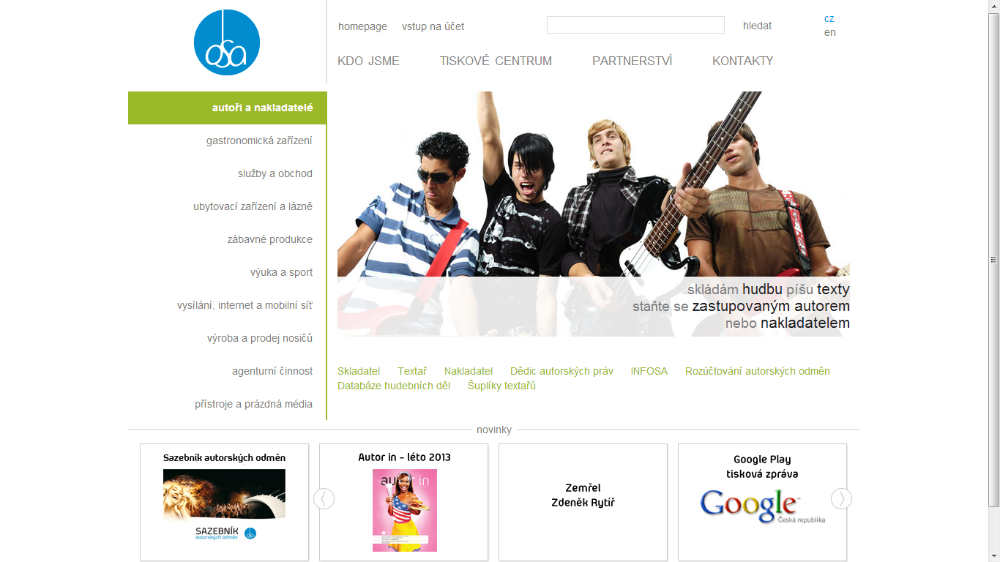 osa
homepage
vstup na účet
hledat
cz
en
KDO JSME
TISKOVÉ CENTRUM
PARTNERSTVÍ
KONTAKTY
autoři a nakladatelé
gastronomická zařízení
služby a obchod
ubytovací zařízení a lázně
zábavné produkce
výuka a sport
vysílání, internet a mobilní síť
výroba a prodej nosičů
agenturní činnost
přístroje a prázdná média
skládám hudbu píšu texty
staňte se zastupovaným autorem
nebo nakladatelem
Skladatel Textař Nakladatel Dědic autorských práv INFOSA Rozúčtování autorských odměn
Databáze hudebních děl Šuplíky textařů
novinky
Sazebník autorských odměn
SAZEBNÍK
autorských odměn
osa
Autor in - léto 2013
autor in
Zemřel
Zdeněk Rytíř
Google Play
tisková zpráva
Google™
Česká republika